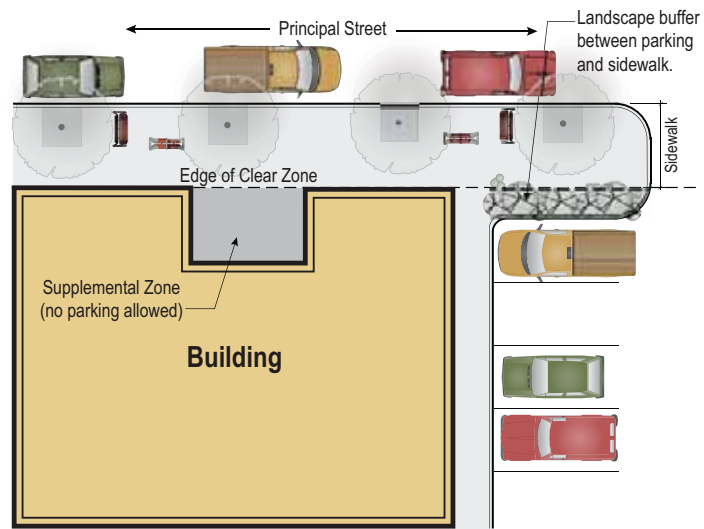 Principal Street
Landscape buffer
between parking
and sidewalk.
Sidewalk
Edge of Clear Zone
Supplemental Zone
(no parking allowed)
Building